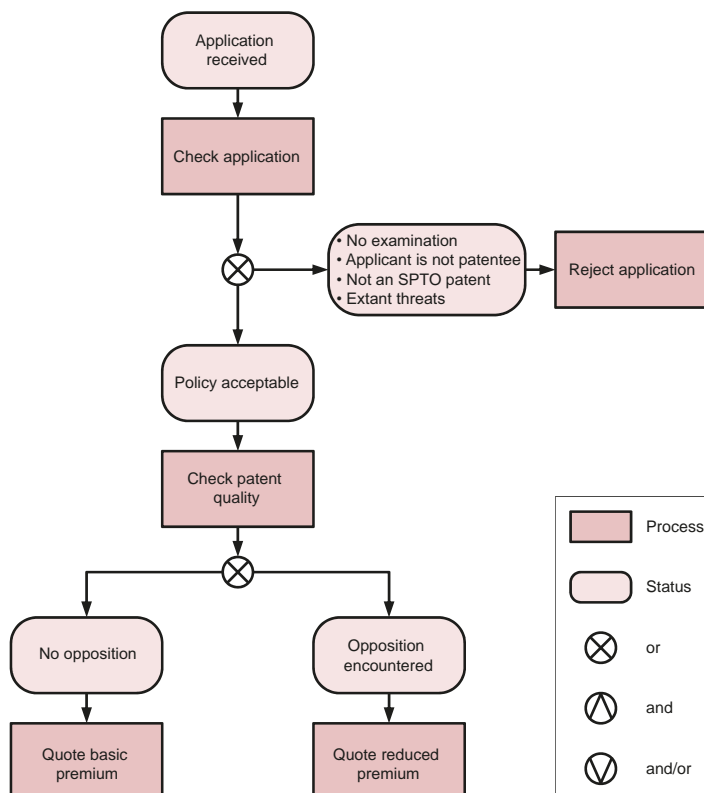 Application
received
Check application
• No examination
• Applicant is not patentee
• Not an SPTO patent
• Extant threats
Reject application
Policy acceptable
Check patent
quality
No opposition
Opposition
encountered
Quote basic
premium
Quote reduced
premium
Process
Status
or
and
and/or